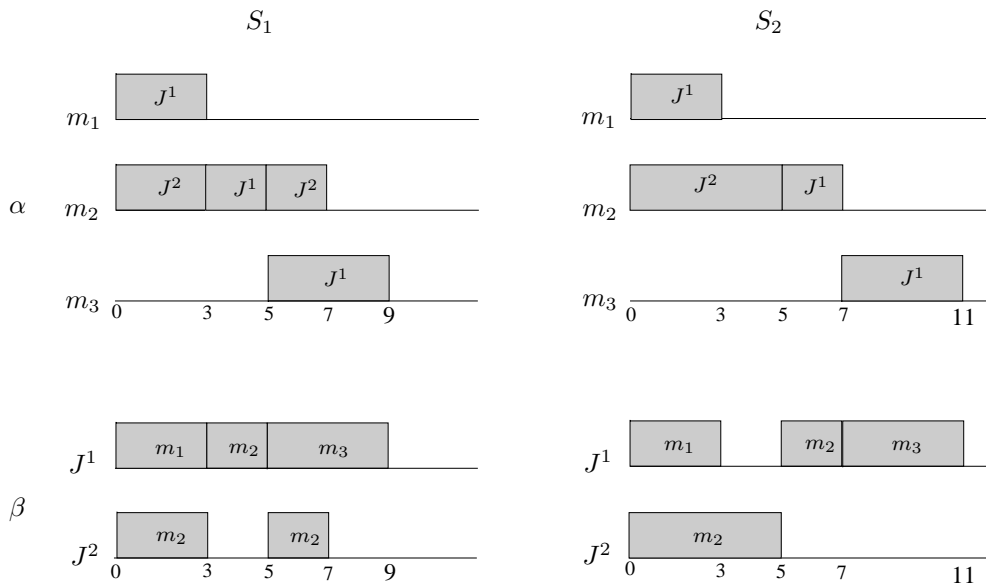 S₁ S₂
J¹ J¹
m₁ m₁
J² J¹ J² J² J¹
α m₂ m₂
J¹ J¹
m₃ m₃
0 3 5 7 9 0 3 5 7 11
m₁ m₂ m₃ m₁ m₂ m₃
J¹ J¹
β
m₂ m₂ m₂
J² J²
0 3 5 7 9 0 3 5 7 11